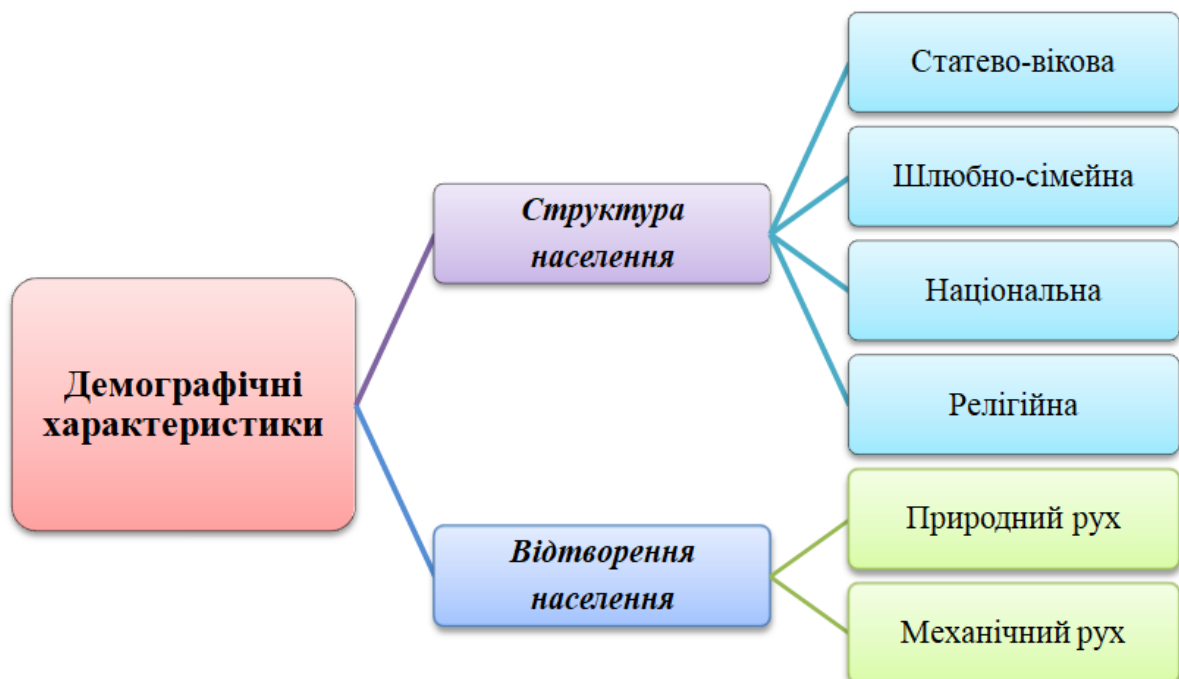 Демографічні
характеристики
Структура
населення
Статево-вікова
Шлюбно-сімейна
Національна
Релігійна
Відтворення
населення
Природний рух
Механічний рух